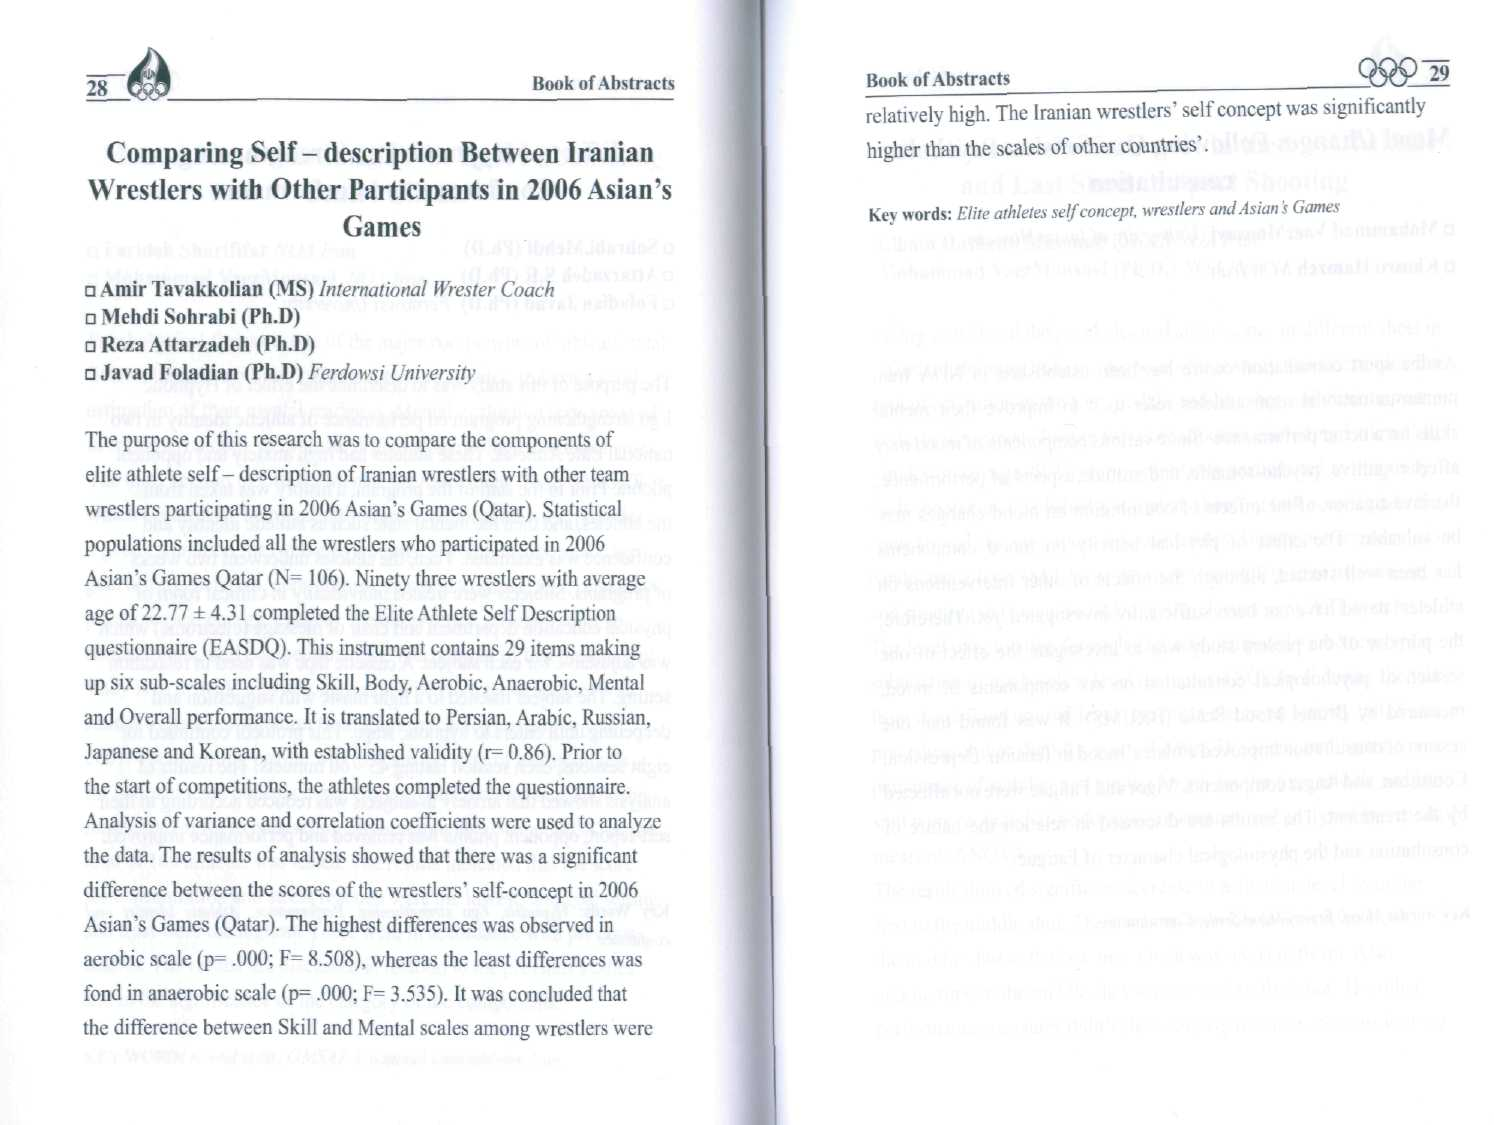 28
Book of Abstracts
Comparing Self – description Between Iranian
Wrestlers with Other Participants in 2006 Asian's
Games
□ Amir Tavakkolian (MS) International Wrester Coach
□ Mehdi Sohrabi (Ph.D)
□ Reza Attarzadeh (Ph.D)
□ Javad Foladian (Ph.D) Ferdowsi University
The purpose of this research was to compare the components of
elite athlete self – description of Iranian wrestlers with other team
wrestlers participating in 2006 Asian's Games (Qatar). Statistical
populations included all the wrestlers who participated in 2006
Asian's Games Qatar (N= 106). Ninety three wrestlers with average
age of 22.77 ± 4.31 completed the Elite Athlete Self Description
questionnaire (EASDQ). This instrument contains 29 items making
up six sub-scales including Skill, Body, Aerobic, Anaerobic, Mental
and Overall performance. It is translated to Persian, Arabic, Russian,
Japanese and Korean, with established validity (r= 0.86). Prior to
the start of competitions, the athletes completed the questionnaire.
Analysis of variance and correlation coefficients were used to analyze
the data. The results of analysis showed that there was a significant
difference between the scores of the wrestlers' self-concept in 2006
Asian's Games (Qatar). The highest differences was observed in
aerobic scale (p= .000; F= 8.508), whereas the least differences was
fond in anaerobic scale (p= .000; F= 3.535). It was concluded that
the difference between Skill and Mental scales among wrestlers were
Book of Abstracts
29
relatively high. The Iranian wrestlers' self concept was significantly
higher than the scales of other countries'.
Key words: Elite athletes self concept, wrestlers and Asian's Games